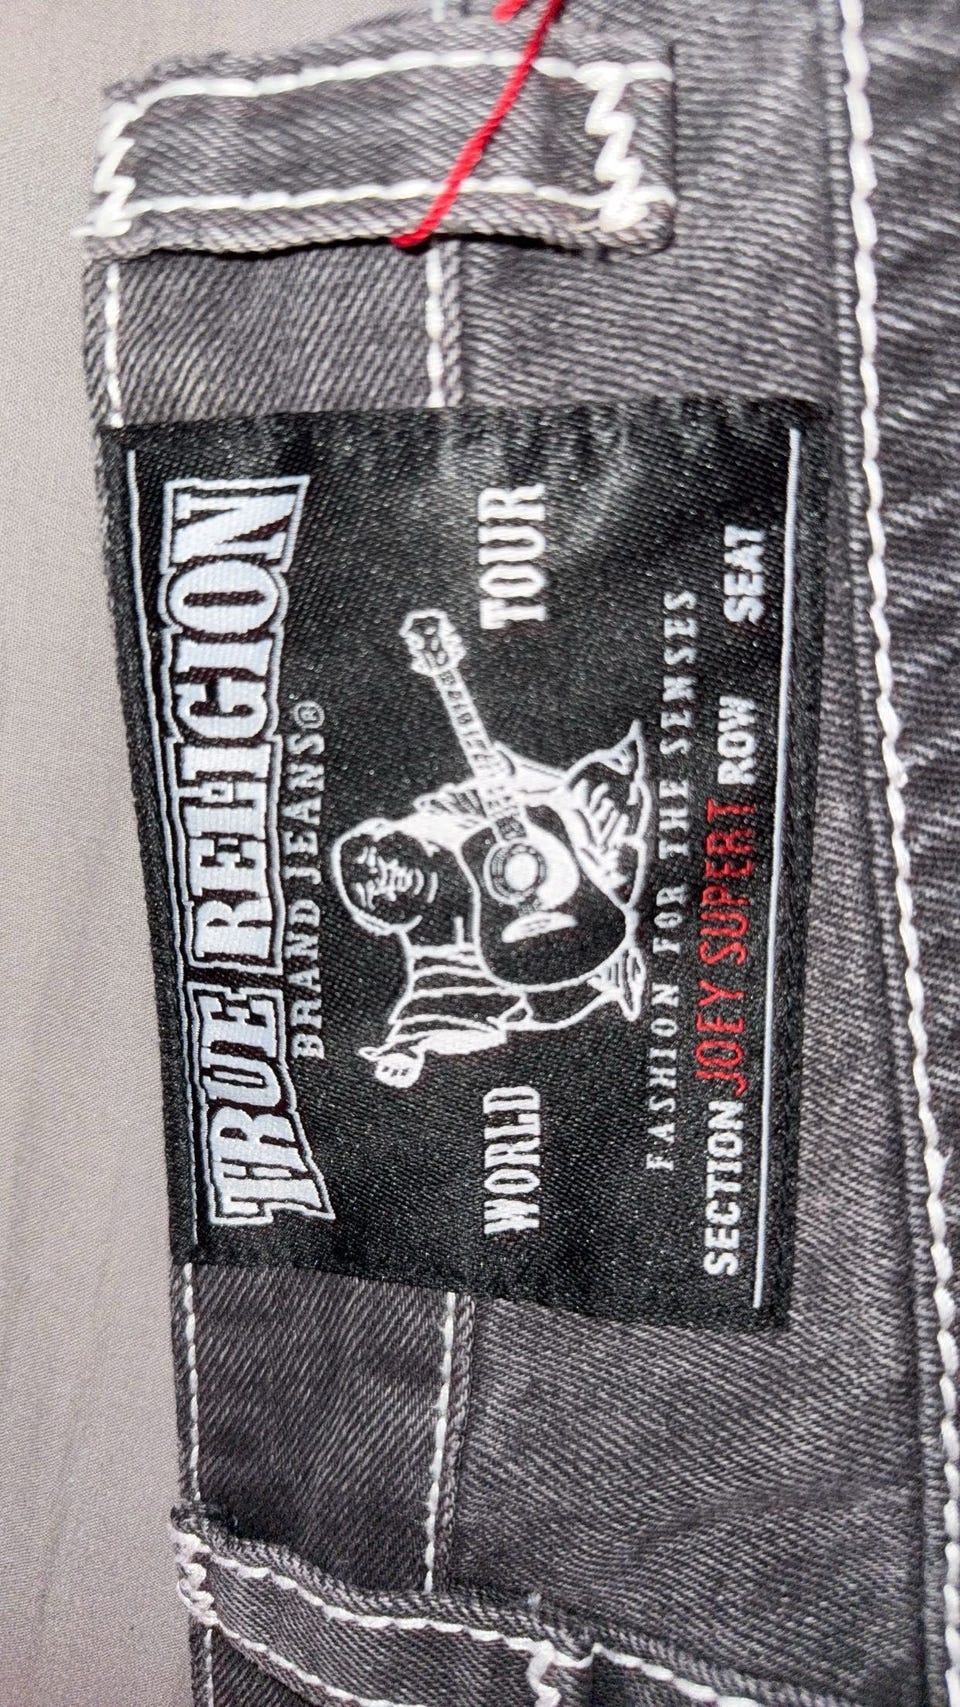 TRUE RELIGION
BRAND JEANS®
WORLD TOUR
FASHION FOR THE SENSES
SECTION JOEY SUPERT ROW SEAT